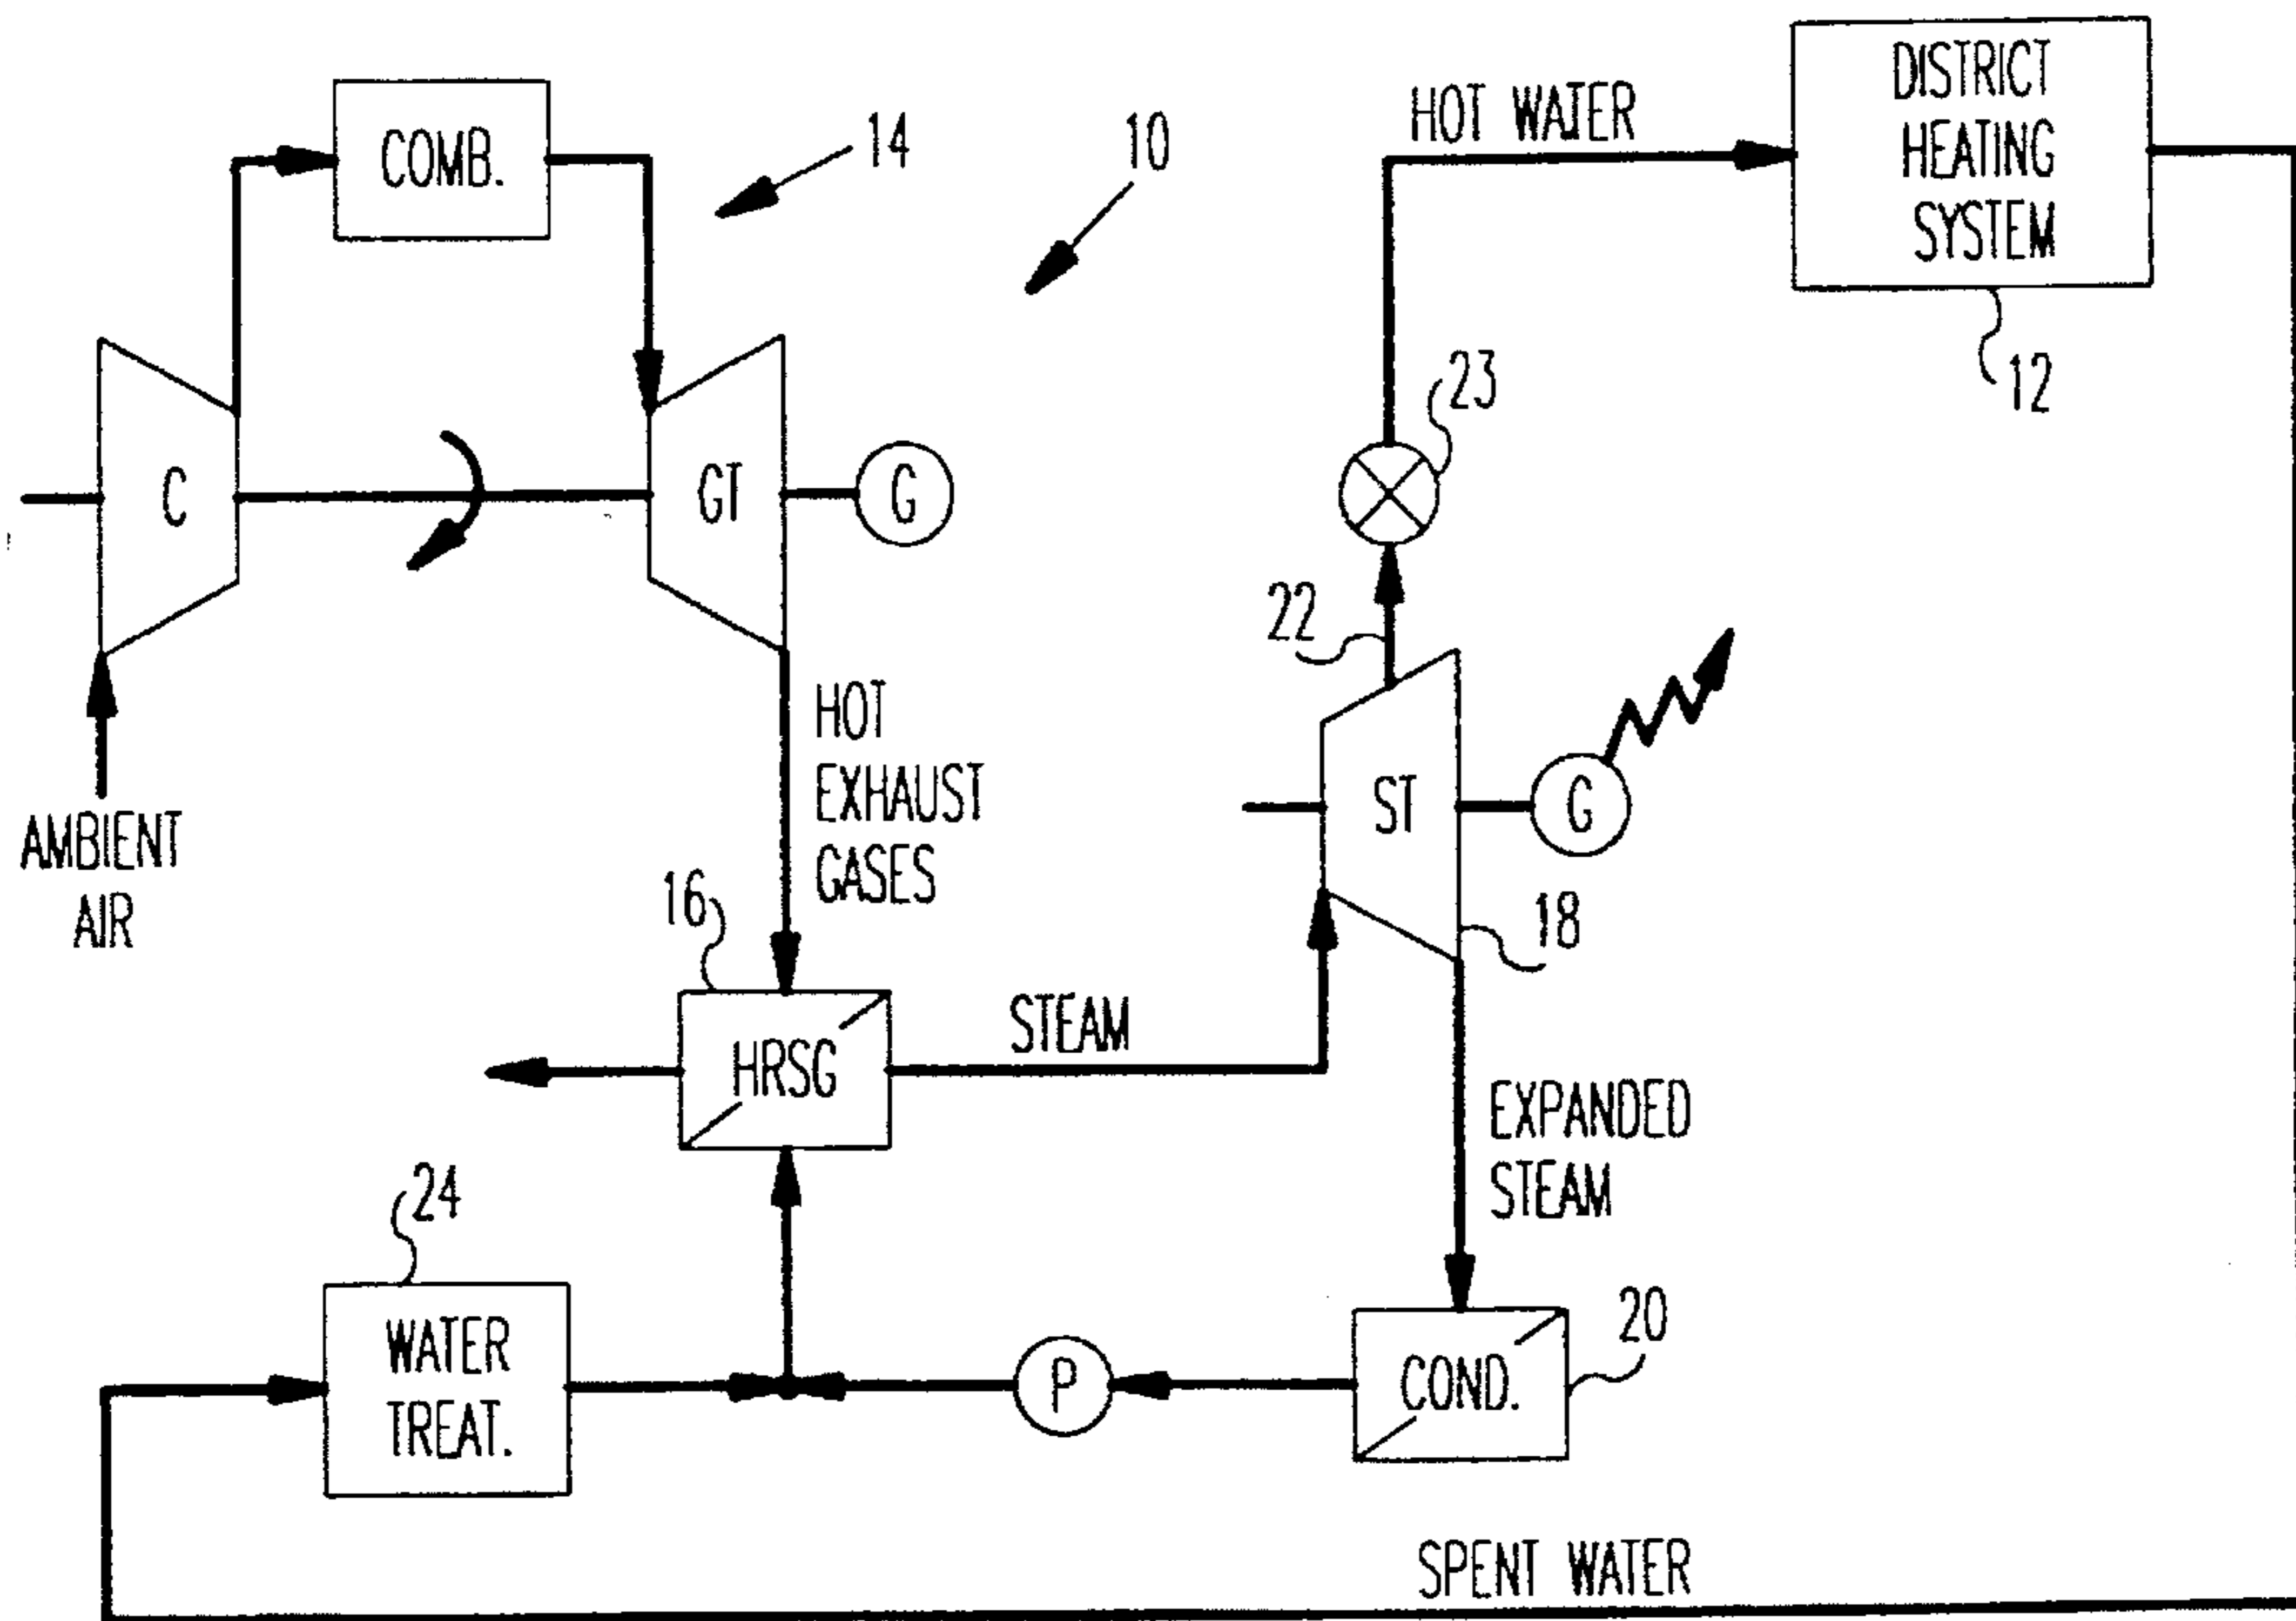 COMB.
14
10
HOT WATER
DISTRICT
HEATING
SYSTEM
12
23
C
GT
G
22
HOT
EXHAUST
GASES
AMBIENT
AIR
ST
G
18
16
HRSG
STEAM
EXPANDED
STEAM
24
WATER
TREAT.
P
COND.
20
SPENT WATER